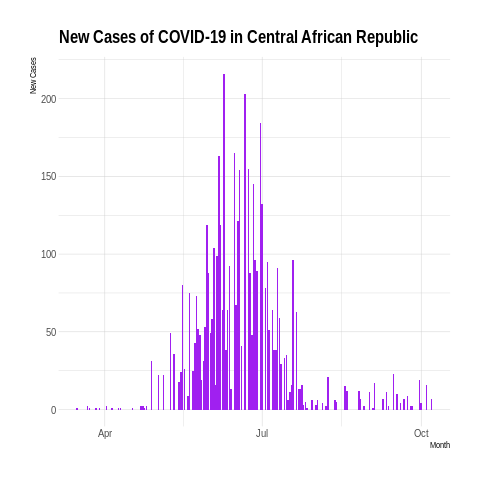 New Cases of COVID-19 in Central African Republic
New Cases
200
150
100
50
0
Apr
Jul
Oct
Month